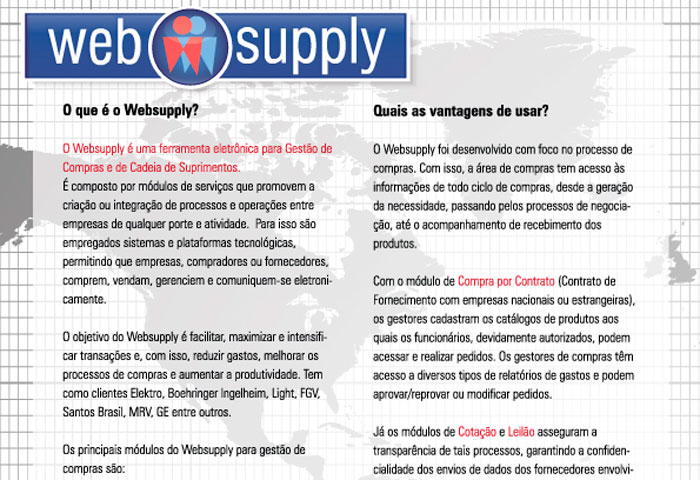 web supply
O que é o Websupply?
O Websupply é uma ferramenta eletrônica para Gestão de
Compras e de Cadeia de Suprimentos.
É composto por módulos de serviços que promovem a
criação ou integração de processos e operações entre
empresas de qualquer porte e atividade. Para isso são
empregados sistemas e plataformas tecnológicas,
permitindo que empresas, compradores ou fornecedores,
comprem, vendam, gerenciem e comuniquem-se eletroni-
camente.
O objetivo do Websupply é facilitar, maximizar e intensifi-
car transações e, com isso, reduzir gastos, melhorar os
processos de compras e aumentar a produtividade. Tem
como clientes Elektro, Boehringer Ingelheim, Light, FGV,
Santos Brasil, MRV, GE entre outros.
Os principais módulos do Websupply para gestão de
compras são:
Quais as vantagens de usar?
O Websupply foi desenvolvido com foco no processo de
compras. Com isso, a área de compras tem acesso às
informações de todo ciclo de compras, desde a geração
da necessidade, passando pelos processos de negocia-
ção, até o acompanhamento de recebimento dos
produtos.
Com o módulo de Compra por Contrato (Contrato de
Fornecimento com empresas nacionais ou estrangeiras),
os gestores cadastram os catálogos de produtos aos
quais os funcionários, devidamente autorizados, podem
acessar e realizar pedidos. Os gestores de compras têm
acesso a diversos tipos de relatórios de gastos e podem
aprovar/reprovar ou modificar pedidos.
Já os módulos de Cotação e Leilão asseguram a
transparência de tais processos, garantindo a confiden-
cialidade dos envios de dados dos fornecedores envolvi-